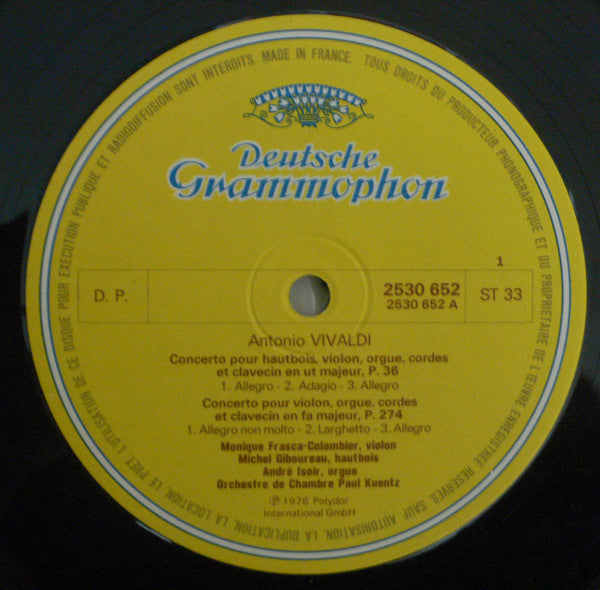 TOUS DROITS DU PRODUCTEUR PHONOGRAPHIQUE ET DU PROPRIETAIRE DE L'ŒUVRE ENREGISTREE RESERVES. SAUF AUTORISATION, LA DUPLICATION, LA LOCATION, LE PRET, L'UTILISATION DE CE DISQUE POUR EXECUTION PUBLIQUE ET RADIODIFFUSION SONT INTERDITS. MADE IN FRANCE.
Deutsche
Grammophon
1
D. P.
2530 652
2530 652 A
ST 33
Antonio VIVALDI
Concerto pour hautbois, violon, orgue, cordes
et clavecin en ut majeur, P. 36
1. Allegro - 2. Adagio - 3. Allegro
Concerto pour violon, orgue, cordes
et clavecin en fa majeur, P. 274
1. Allegro non molto - 2. Larghetto - 3. Allegro
Monique Frasca-Colombier, violon
Michel Giboureau, hautbois
André Isoir, orgue
Orchestre de Chambre Paul Kuentz
℗ 1976 Polydor
International GmbH